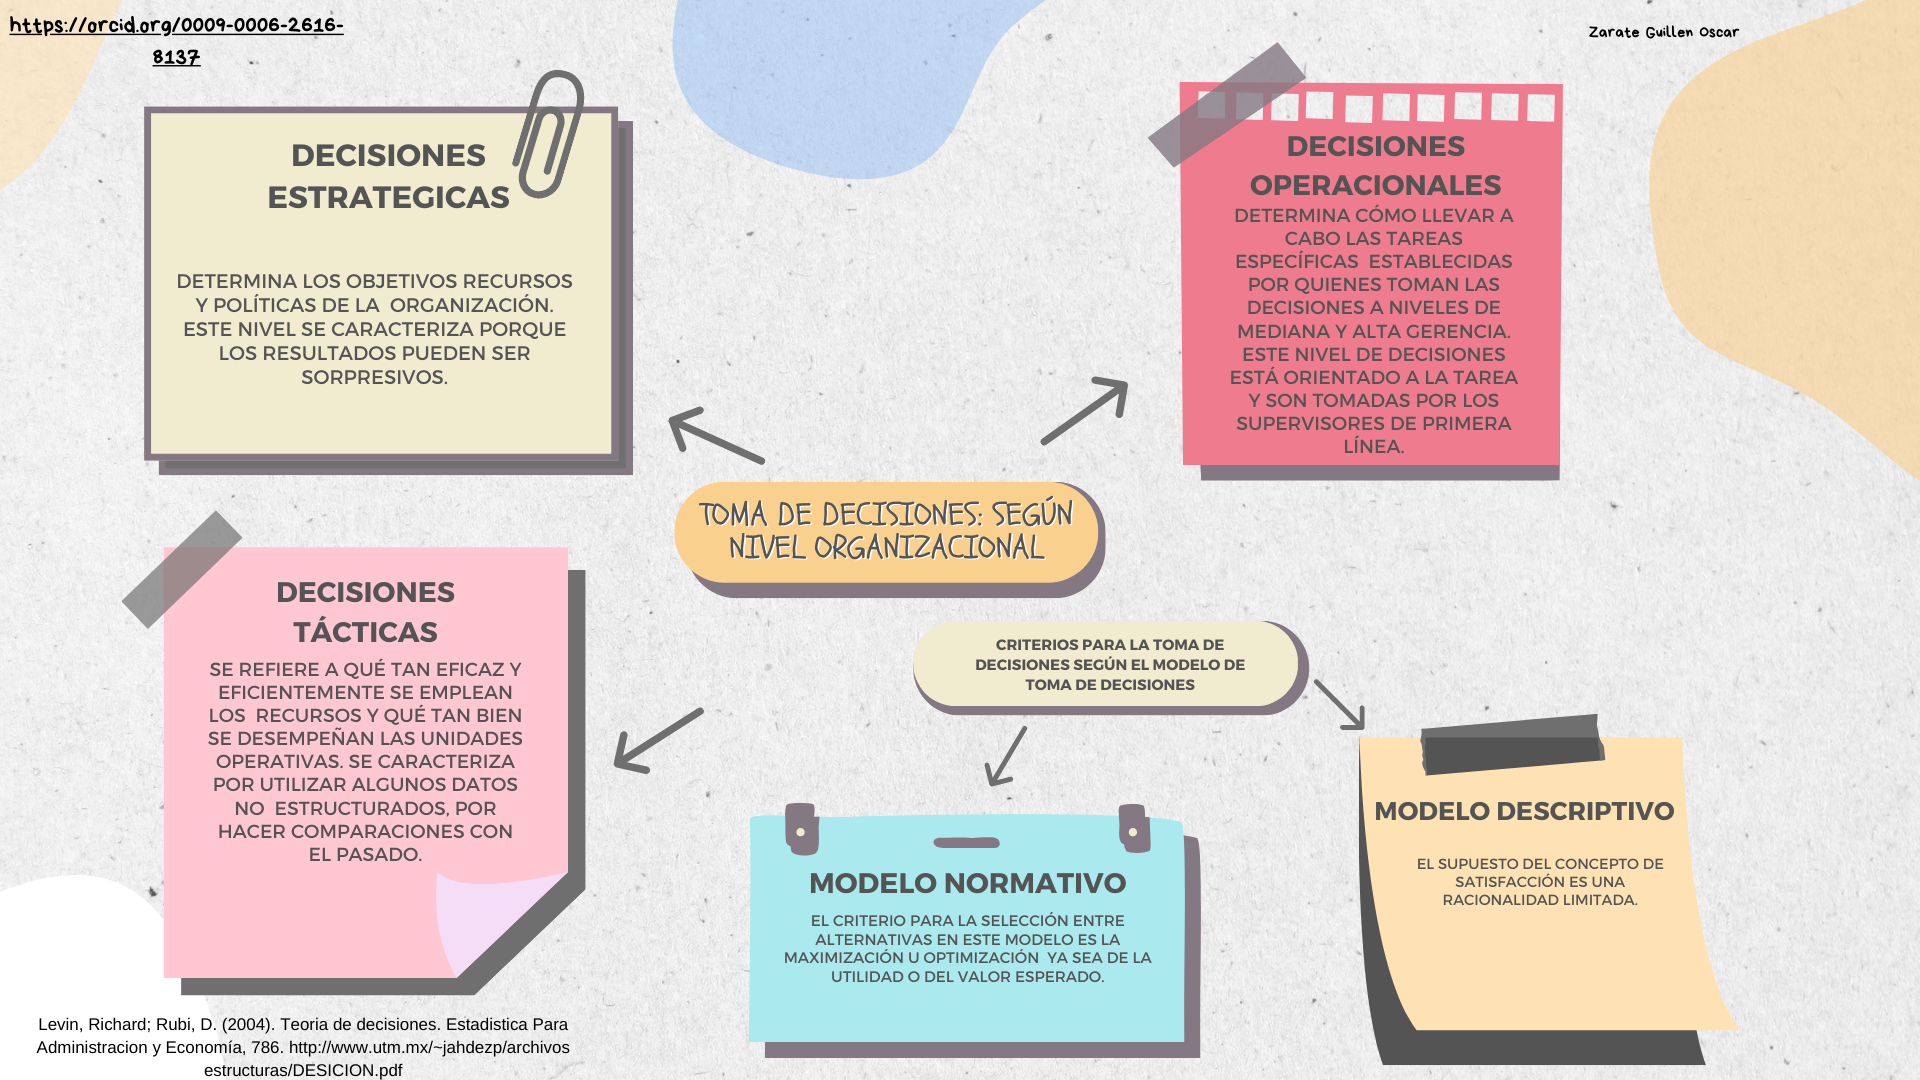 https://orcid.org/0009-0006-2616-
8137
Zarate Guillen Oscar
DECISIONES
ESTRATEGICAS
DETERMINA LOS OBJETIVOS RECURSOS
Y POLÍTICAS DE LA ORGANIZACIÓN.
ESTE NIVEL SE CARACTERIZA PORQUE
LOS RESULTADOS PUEDEN SER
SORPRESIVOS.
DECISIONES
OPERACIONALES
DETERMINA CÓMO LLEVAR A
CABO LAS TAREAS
ESPECÍFICAS ESTABLECIDAS
POR QUIENES TOMAN LAS
DECISIONES A NIVELES DE
MEDIANA Y ALTA GERENCIA.
ESTE NIVEL DE DECISIONES
ESTÁ ORIENTADO A LA TAREA
Y SON TOMADAS POR LOS
SUPERVISORES DE PRIMERA
LÍNEA.
TOMA DE DECISIONES: SEGÚN
NIVEL ORGANIZACIONAL
DECISIONES
TÁCTICAS
SE REFIERE A QUÉ TAN EFICAZ Y
EFICIENTEMENTE SE EMPLEAN
LOS RECURSOS Y QUÉ TAN BIEN
SE DESEMPEÑAN LAS UNIDADES
OPERATIVAS. SE CARACTERIZA
POR UTILIZAR ALGUNOS DATOS
NO ESTRUCTURADOS, POR
HACER COMPARACIONES CON
EL PASADO.
CRITERIOS PARA LA TOMA DE
DECISIONES SEGÚN EL MODELO DE
TOMA DE DECISIONES
MODELO NORMATIVO
EL CRITERIO PARA LA SELECCIÓN ENTRE
ALTERNATIVAS EN ESTE MODELO ES LA
MAXIMIZACIÓN U OPTIMIZACIÓN YA SEA DE LA
UTILIDAD O DEL VALOR ESPERADO.
MODELO DESCRIPTIVO
EL SUPUESTO DEL CONCEPTO DE
SATISFACCIÓN ES UNA
RACIONALIDAD LIMITADA.
Levin, Richard; Rubi, D. (2004). Teoria de decisiones. Estadistica Para
Administracion y Economía, 786. http://www.utm.mx/~jahdezp/archivos
estructuras/DESICION.pdf